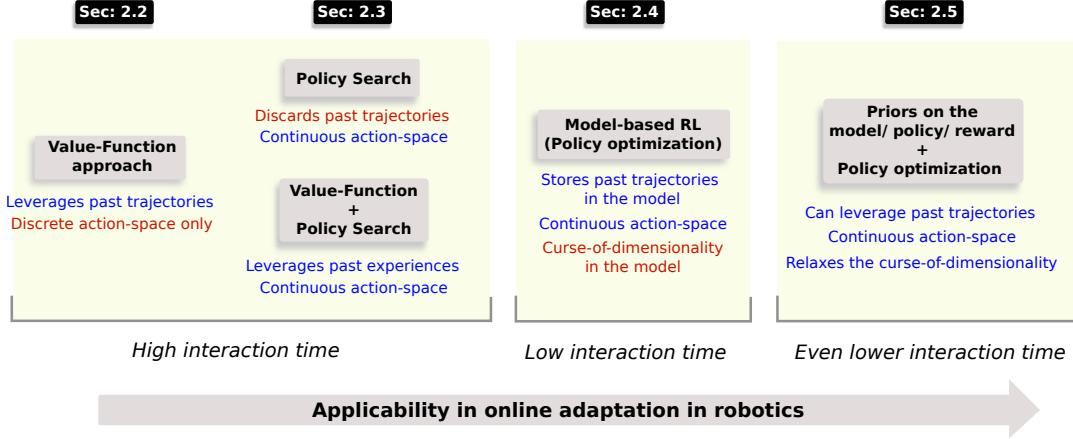 Sec: 2.2
Sec: 2.3
Sec: 2.4
Sec: 2.5
Value-Function
approach
Leverages past trajectories
Discrete action-space only
Policy Search
Discards past trajectories
Continuous action-space
Value-Function
+
Policy Search
Leverages past experiences
Continuous action-space
Model-based RL
(Policy optimization)
Stores past trajectories
in the model
Continuous action-space
Curse-of-dimensionality
in the model
Priors on the
model/ policy/ reward
+
Policy optimization
Can leverage past trajectories
Continuous action-space
Relaxes the curse-of-dimensionality
High interaction time
Low interaction time
Even lower interaction time
Applicability in online adaptation in robotics